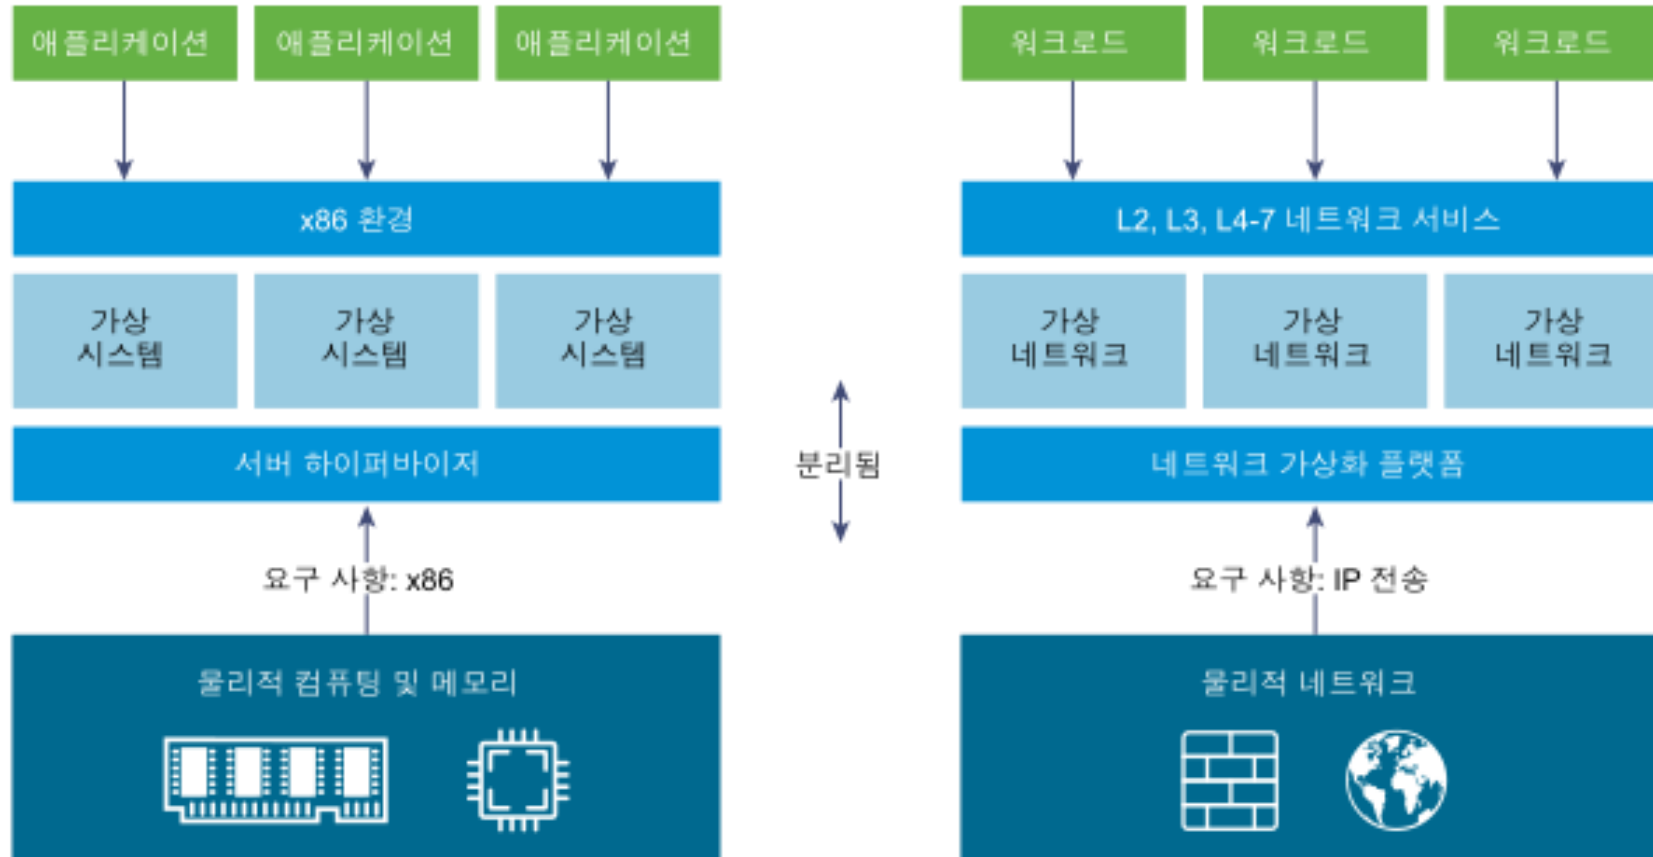 애플리케이션
애플리케이션
애플리케이션
x86 환경
가상
시스템
가상
시스템
가상
시스템
서버 하이퍼바이저
요구 사항: x86
물리적 컴퓨팅 및 메모리
분리됨
워크로드
워크로드
워크로드
L2, L3, L4-7 네트워크 서비스
가상
네트워크
가상
네트워크
가상
네트워크
네트워크 가상화 플랫폼
요구 사항: IP 전송
물리적 네트워크